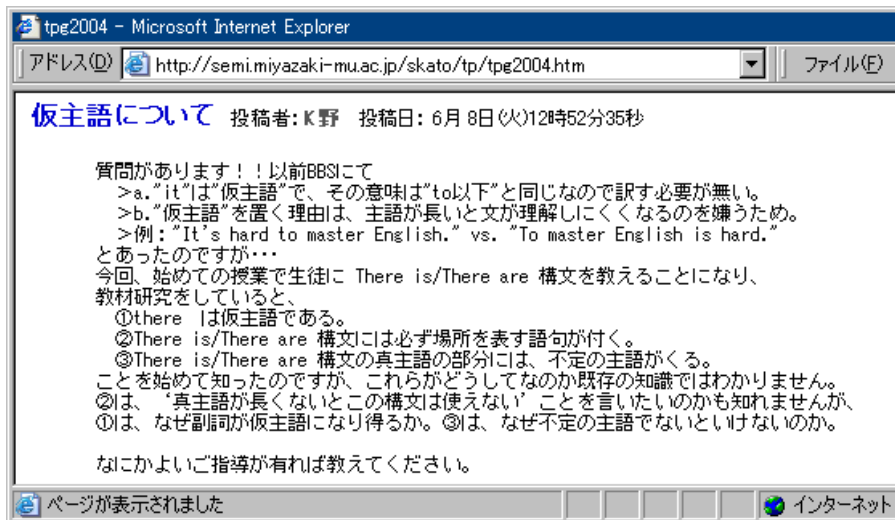 tpg2004 - Microsoft Internet Explorer
アドレス(D) http://semi.miyazaki-mu.ac.jp/skato/tp/tpg2004.htm ファイル(F)
仮主語について 投稿者:K野 投稿日: 6月 8日(火)12時52分35秒
質問があります!!以前BBSにて
>a."it"は"仮主語"で、その意味は"to以下"と同じなので訳す必要が無い。
>b."仮主語"を置く理由は、主語が長いと文が理解しにくくなるのを嫌うため。
>例:"It's hard to master English." vs. "To master English is hard."
とあったのですが・・・
今回、始めての授業で生徒に There is/There are 構文を教えることになり、
教材研究をしていると、
①there は仮主語である。
②There is/There are 構文には必ず場所を表す語句が付く。
③There is/There are 構文の真主語の部分には、不定の主語がくる。
ことを始めて知ったのですが、これらがどうしてなのか既存の知識ではわかりません。
②は、‘真主語が長くないとこの構文は使えない’ことを言いたいのかも知れませんが、
①は、なぜ副詞が仮主語になり得るか。③は、なぜ不定の主語でないといけないのか。
なにかよいご指導が有れば教えてください。
ページが表示されました インターネット